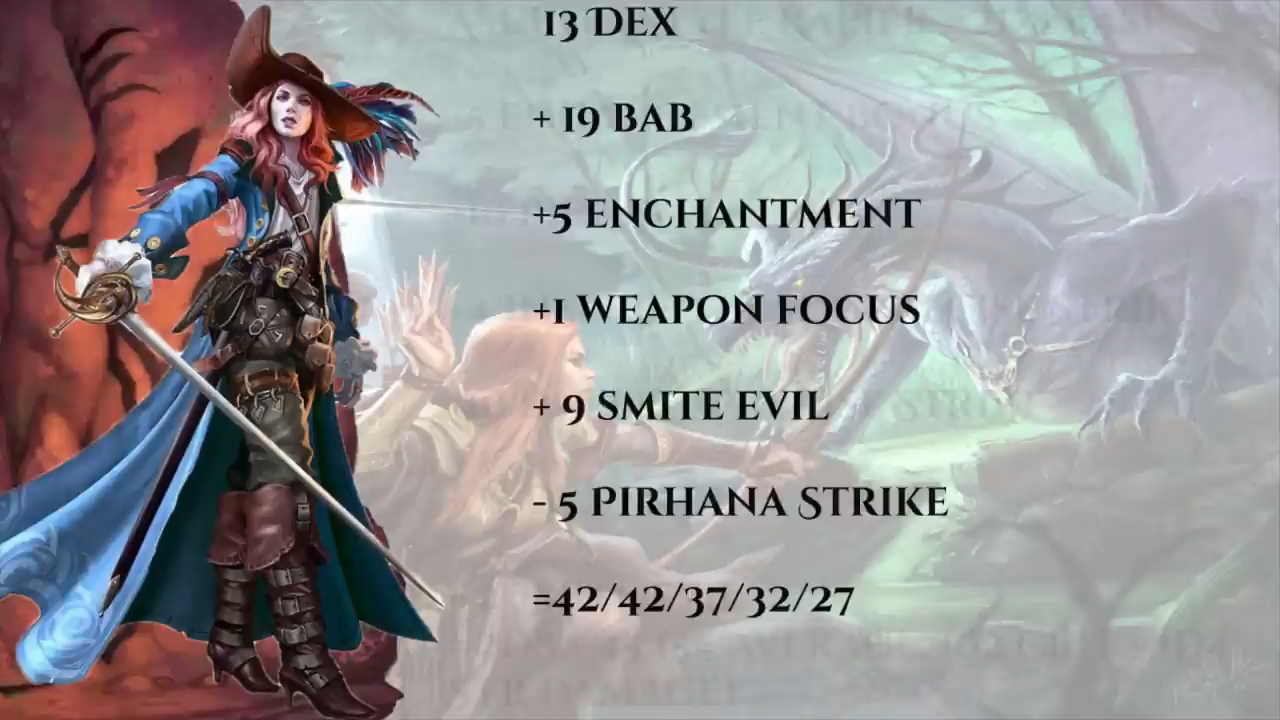 13 DEX
+ 19 BAB
+5 ENCHANTMENT
+1 WEAPON FOCUS
+ 9 SMITE EVIL
- 5 PIRHANA STRIKE
=42/42/37/32/27